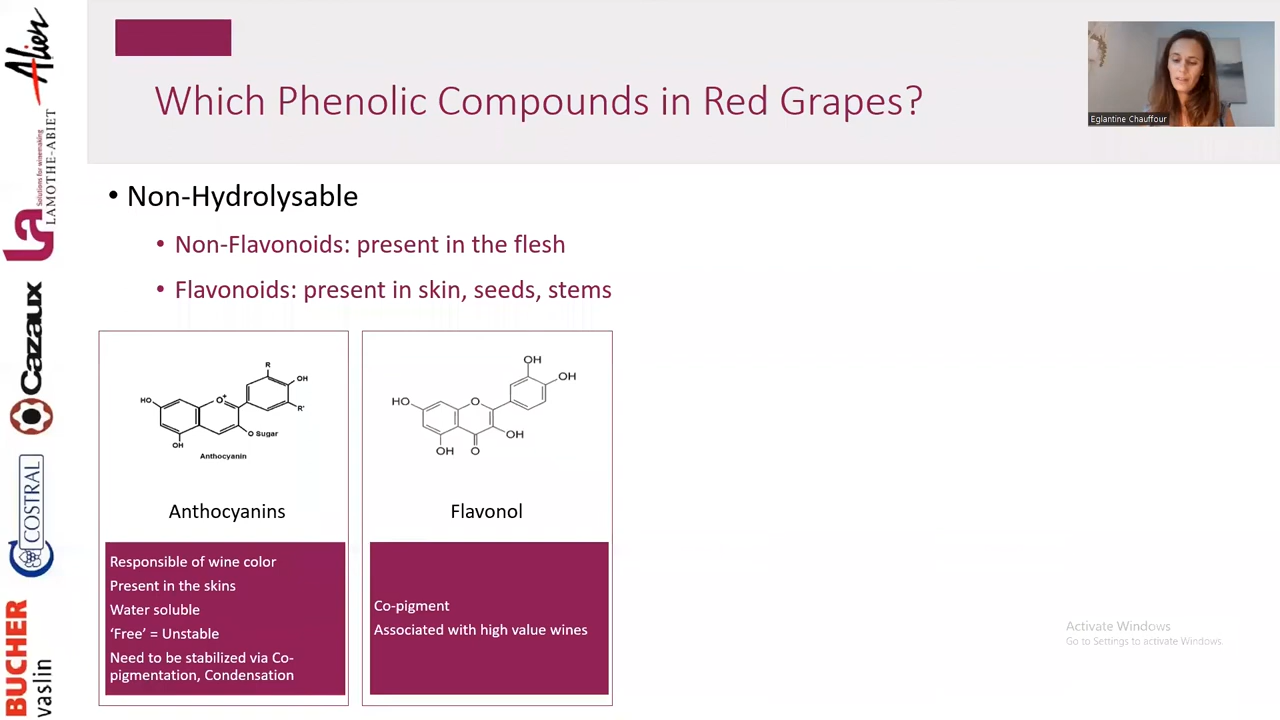 Alien
Solutions for winemaking
LAMOTHE-ABIET
La
Cazaux
COSTRAL
BUCHER
vaslin
Which Phenolic Compounds in Red Grapes?
Eglantine Chauffour
• Non-Hydrolysable
• Non-Flavonoids: present in the flesh
• Flavonoids: present in skin, seeds, stems
R
OH
HO
O+
R'
O Sugar
OH
Anthocyanin
Anthocyanins
Responsible of wine color
Present in the skins
Water soluble
‘Free’ = Unstable
Need to be stabilized via Co-
pigmentation, Condensation
OH
OH
HO
O
OH
OH
O
Flavonol
Co-pigment
Associated with high value wines
Activate Windows
Go to Settings to activate Windows.